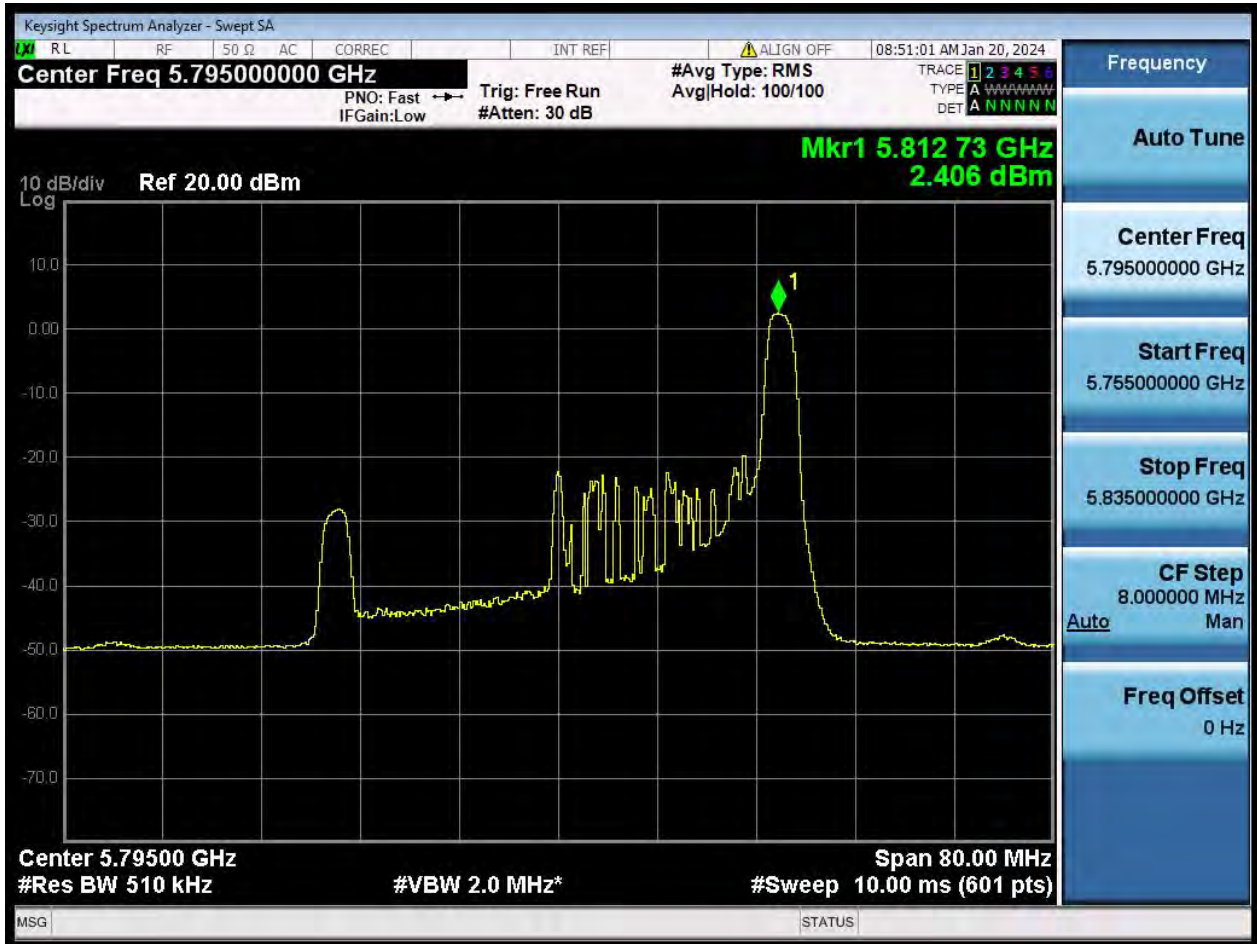 Keysight Spectrum Analyzer - Swept SA
LXI RL RF 50 Ω AC CORREC INT REF ALIGN OFF 08:51:01 AM Jan 20, 2024
Center Freq 5.795000000 GHz
PNO: Fast
IFGain:Low
Trig: Free Run
#Atten: 30 dB
#Avg Type: RMS
Avg|Hold: 100/100
TRACE 1 2 3 4 5 6
TYPE A WWWWW
DET A N N N N N
Mkr1 5.812 73 GHz
2.406 dBm
10 dB/div Ref 20.00 dBm
Log
10.0
0.00
-10.0
-20.0
-30.0
-40.0
-50.0
-60.0
-70.0
1
Center 5.79500 GHz Span 80.00 MHz
#Res BW 510 kHz #VBW 2.0 MHz* #Sweep 10.00 ms (601 pts)
MSG STATUS
Frequency
Auto Tune
Center Freq
5.795000000 GHz
Start Freq
5.755000000 GHz
Stop Freq
5.835000000 GHz
CF Step
8.000000 MHz
Auto Man
Freq Offset
0 Hz